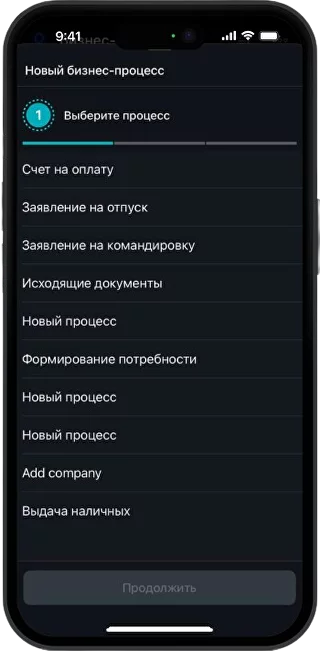 9:41
Новый бизнес-процесс
1 Выберите процесс
Счет на оплату
Заявление на отпуск
Заявление на командировку
Исходящие документы
Новый процесс
Формирование потребности
Новый процесс
Новый процесс
Add company
Выдача наличных
Продолжить